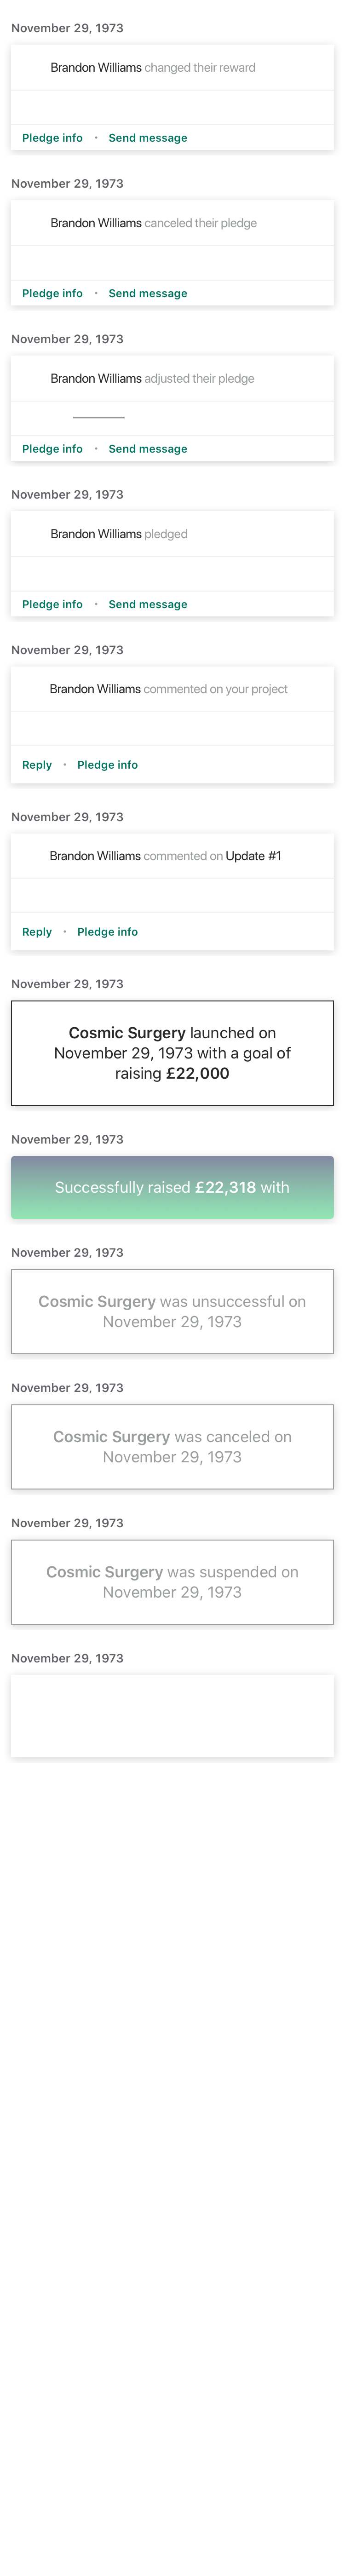 November 29, 1973
Brandon Williams changed their reward
Pledge info • Send message
November 29, 1973
Brandon Williams canceled their pledge
Pledge info • Send message
November 29, 1973
Brandon Williams adjusted their pledge
Pledge info • Send message
November 29, 1973
Brandon Williams pledged
Pledge info • Send message
November 29, 1973
Brandon Williams commented on your project
Reply • Pledge info
November 29, 1973
Brandon Williams commented on Update #1
Reply • Pledge info
November 29, 1973
Cosmic Surgery launched on
November 29, 1973 with a goal of
raising £22,000
November 29, 1973
Successfully raised £22,318 with
November 29, 1973
Cosmic Surgery was unsuccessful on
November 29, 1973
November 29, 1973
Cosmic Surgery was canceled on
November 29, 1973
November 29, 1973
Cosmic Surgery was suspended on
November 29, 1973
November 29, 1973